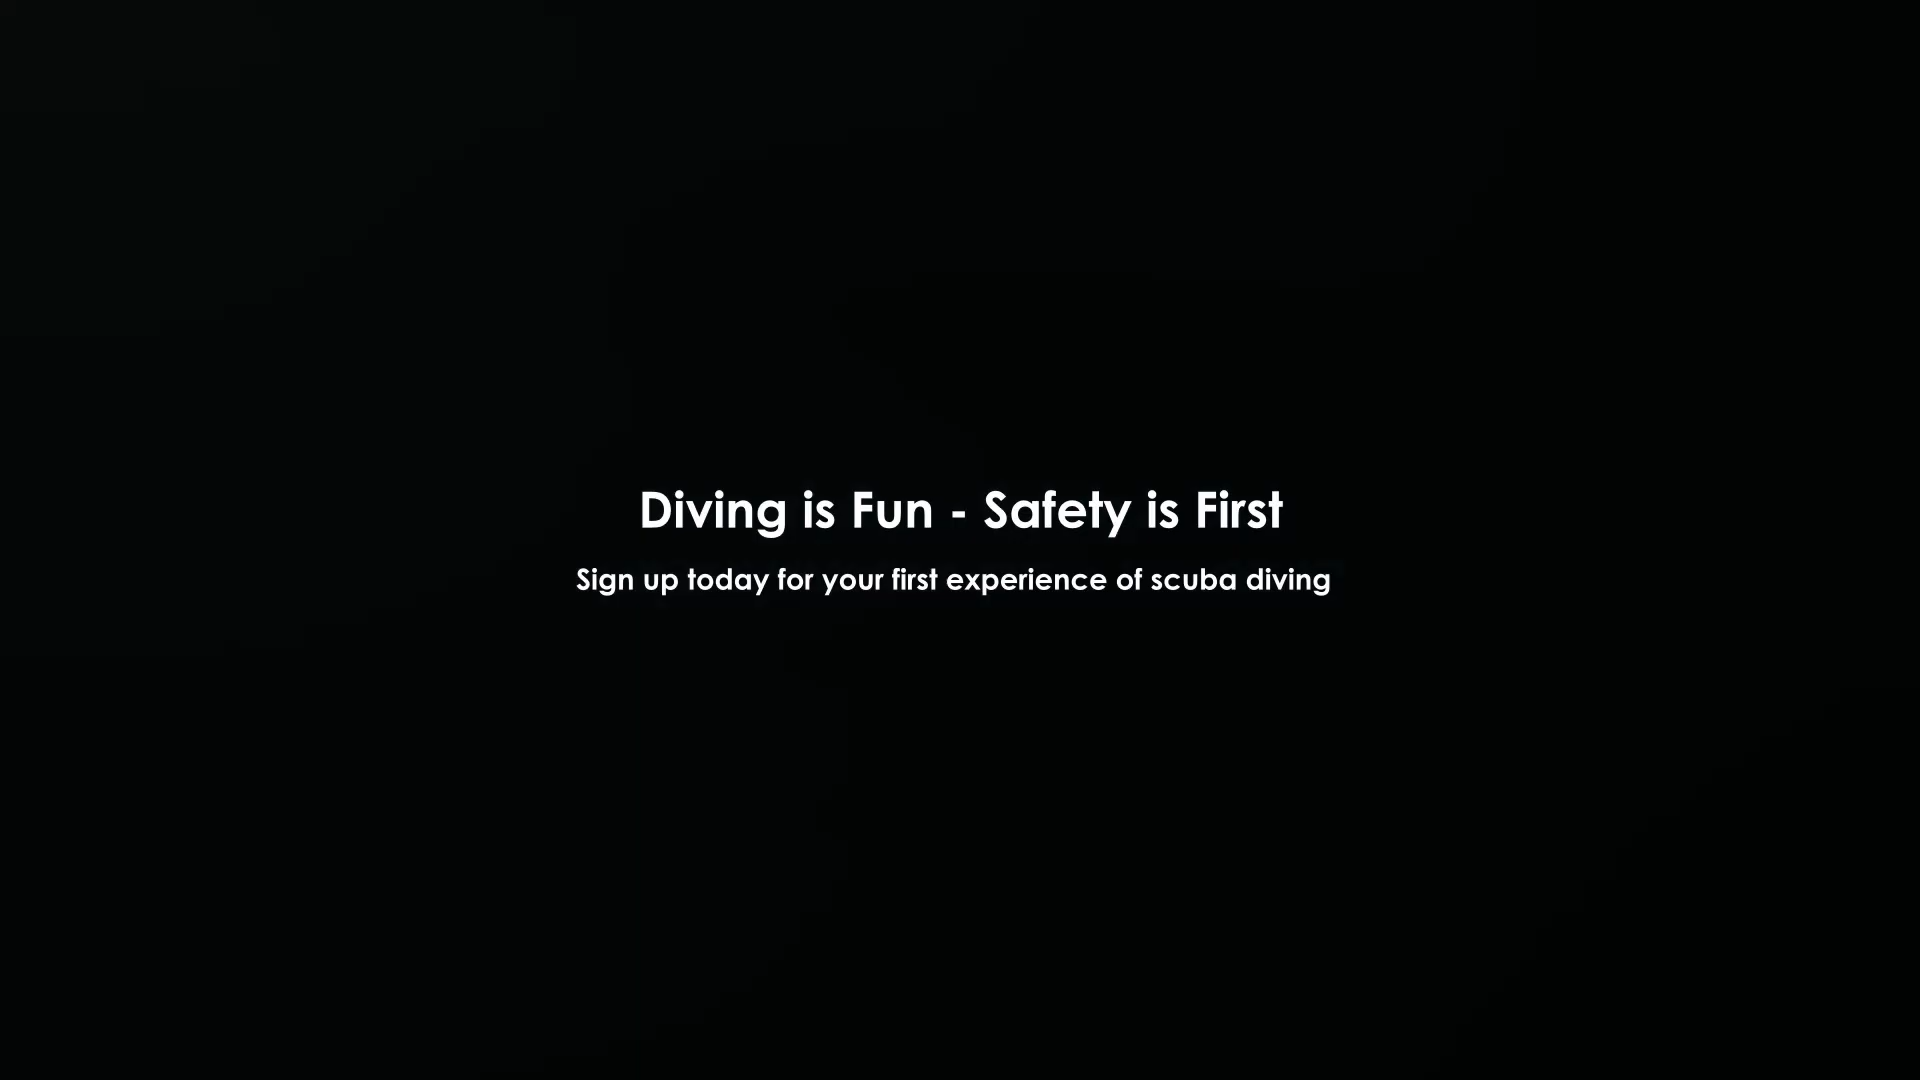 Diving is Fun - Safety is First
Sign up today for your first experience of scuba diving